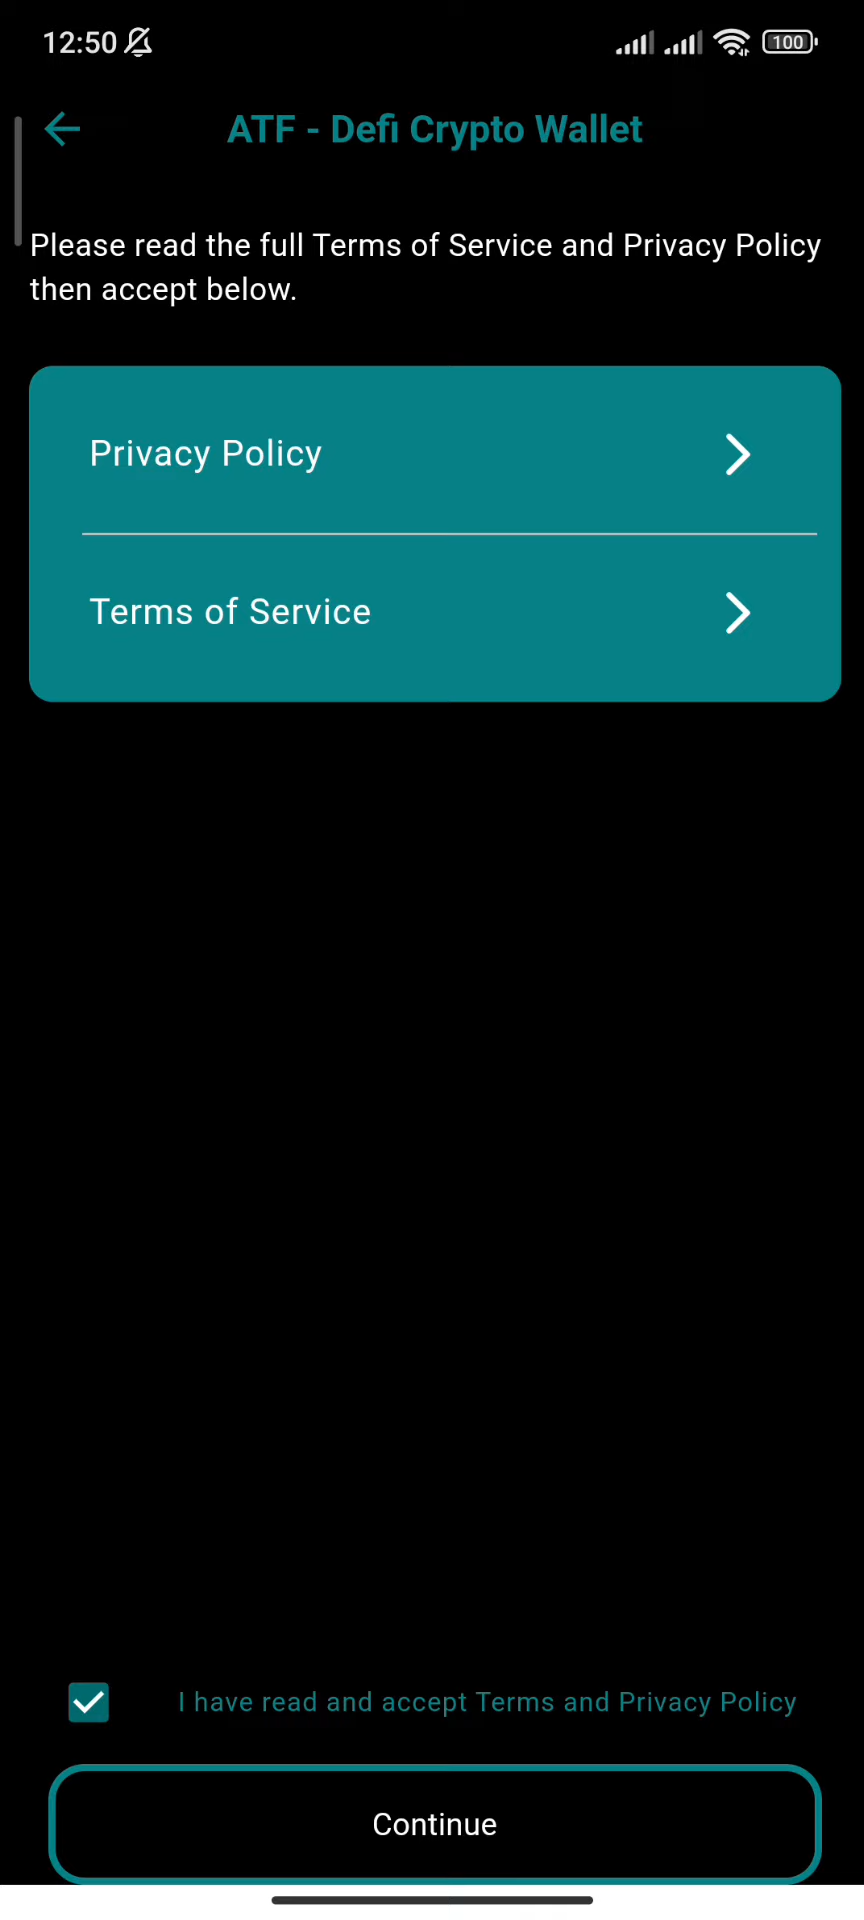 12:50
100
ATF - Defi Crypto Wallet
Please read the full Terms of Service and Privacy Policy
then accept below.
Privacy Policy
Terms of Service
I have read and accept Terms and Privacy Policy
Continue